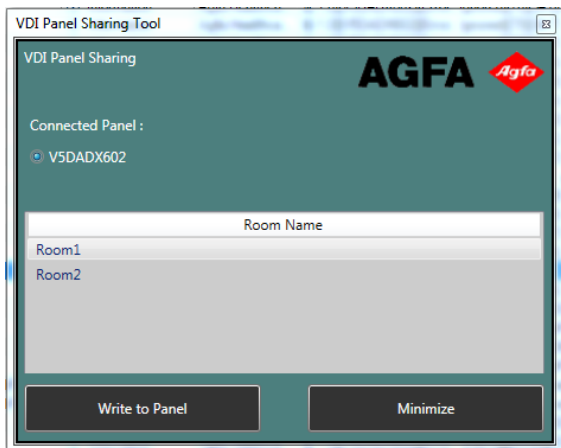 VDI Panel Sharing Tool
VDI Panel Sharing
AGFA Agfa
Connected Panel :
V5DADX602
Room Name
Room1
Room2
Write to Panel
Minimize